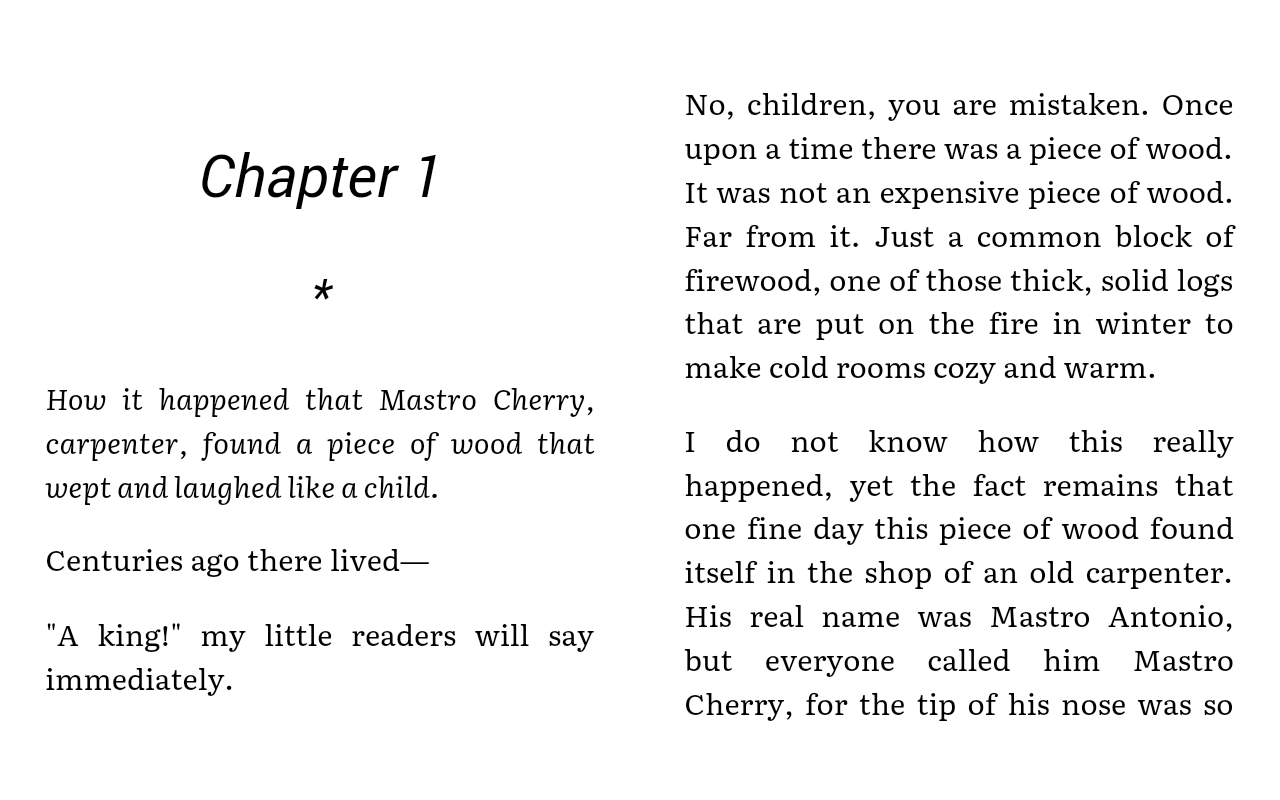 Chapter 1
*
How it happened that Mastro Cherry,
carpenter, found a piece of wood that
wept and laughed like a child.
Centuries ago there lived—
"A king!" my little readers will say
immediately.
No, children, you are mistaken. Once
upon a time there was a piece of wood.
It was not an expensive piece of wood.
Far from it. Just a common block of
firewood, one of those thick, solid logs
that are put on the fire in winter to
make cold rooms cozy and warm.
I do not know how this really
happened, yet the fact remains that
one fine day this piece of wood found
itself in the shop of an old carpenter.
His real name was Mastro Antonio,
but everyone called him Mastro
Cherry, for the tip of his nose was so